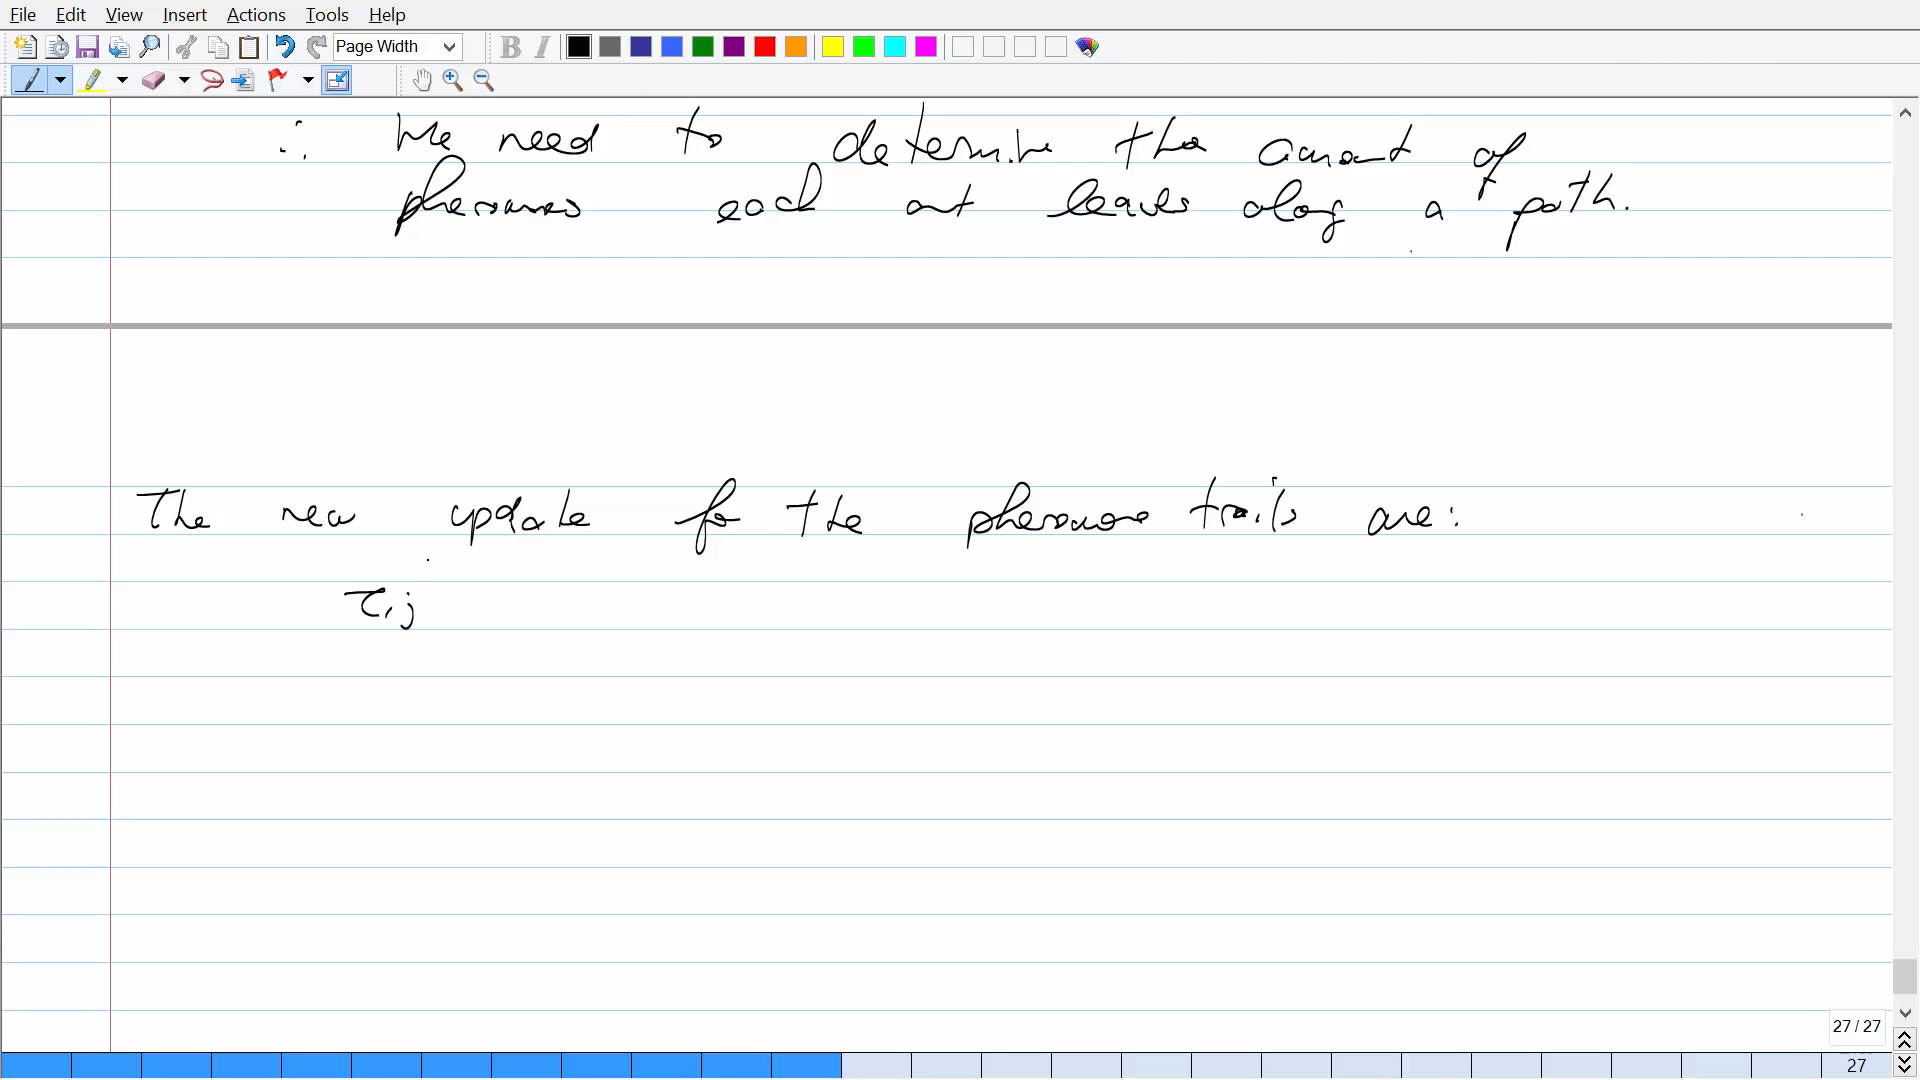 File Edit View Insert Actions Tools Help
Page Width
B I
∴ We need to determine the amount of
pheromones each ant leaves along a path.
The new update for the pheromone trails are:
τij
27 / 27
27